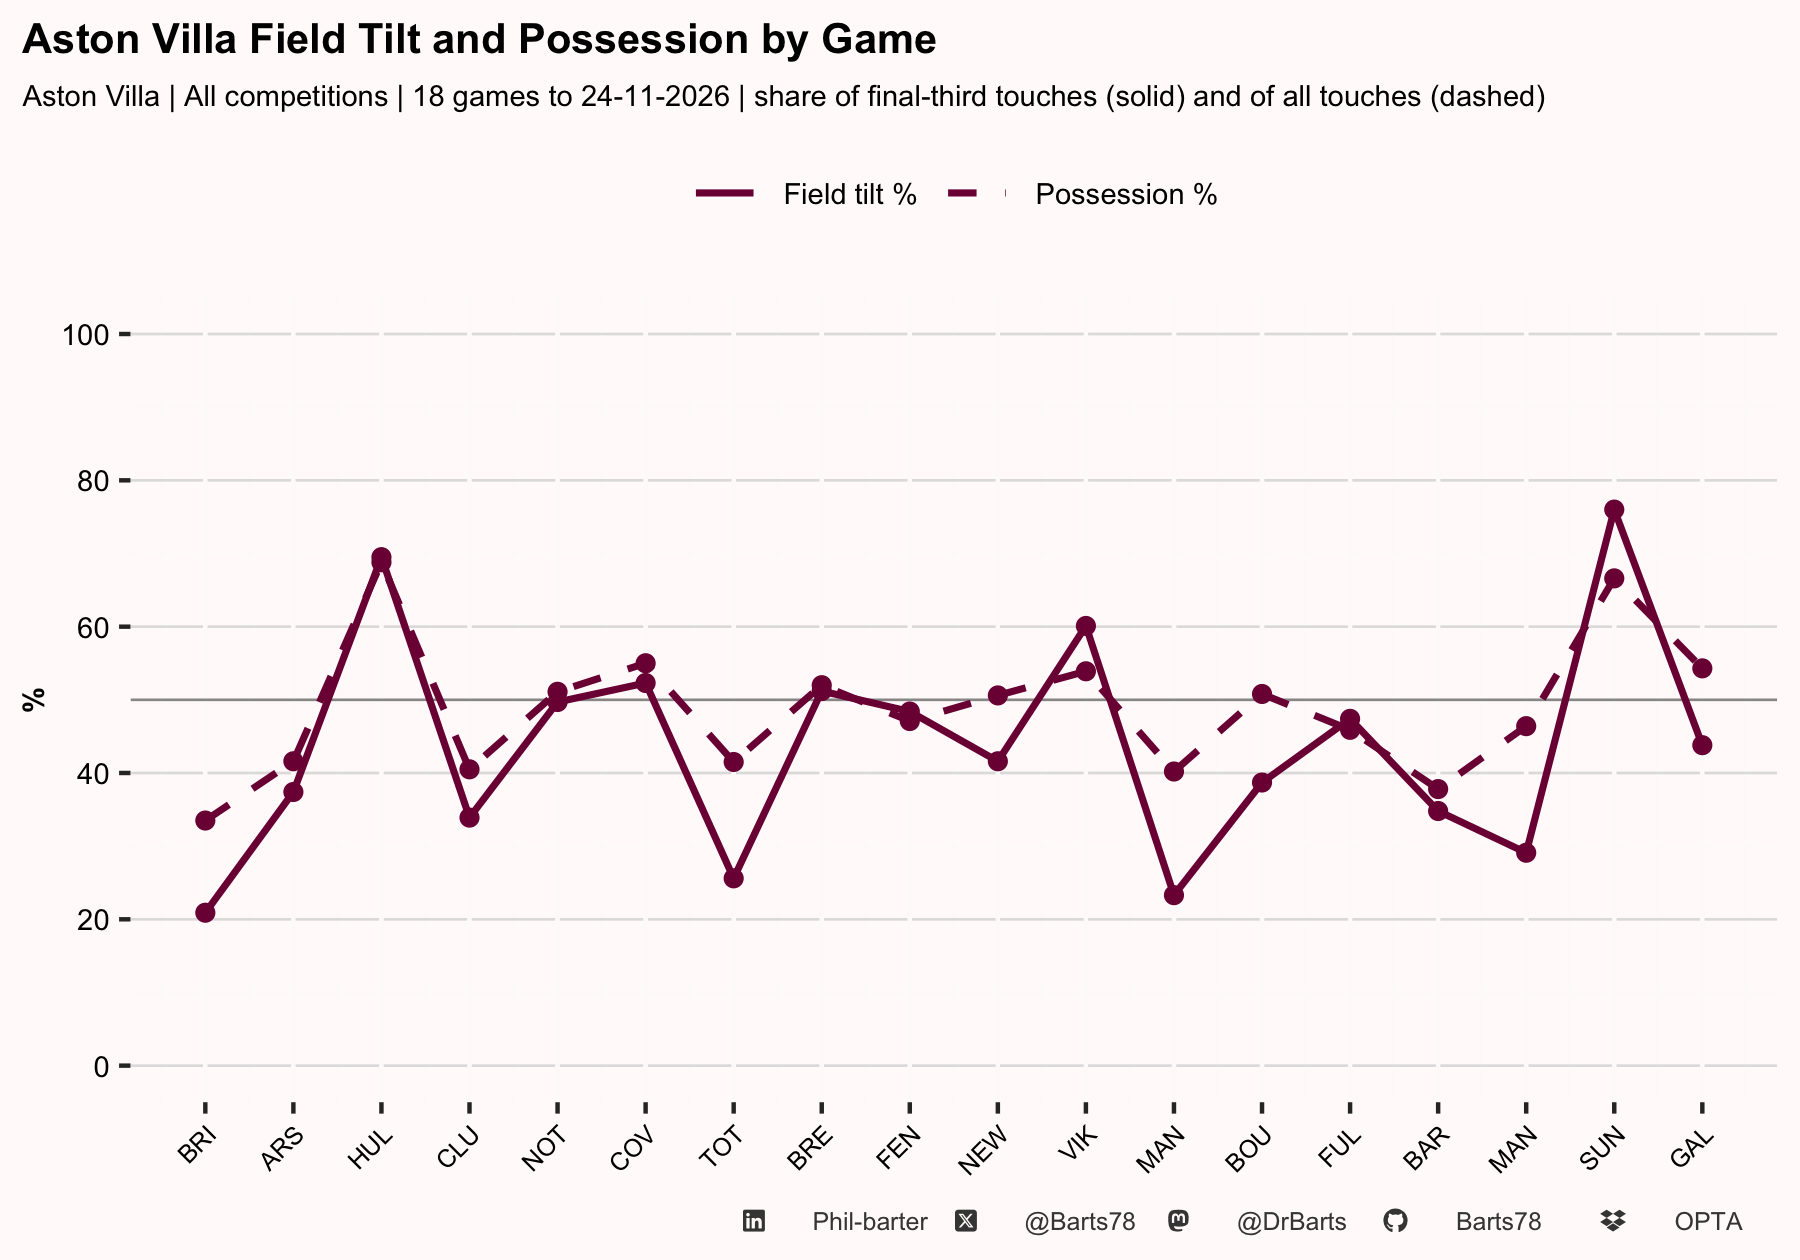 Aston Villa Field Tilt and Possession by Game
Aston Villa | All competitions | 18 games to 24-11-2026 | share of final-third touches (solid) and of all touches (dashed)
Field tilt % Possession %
100
80
60
40
20
0
%
BRI ARS HUL CLU NOT COV TOT BRE FEN NEW VIK MAN BOU FUL BAR MAN SUN GAL
Phil-barter @Barts78 @DrBarts Barts78 OPTA